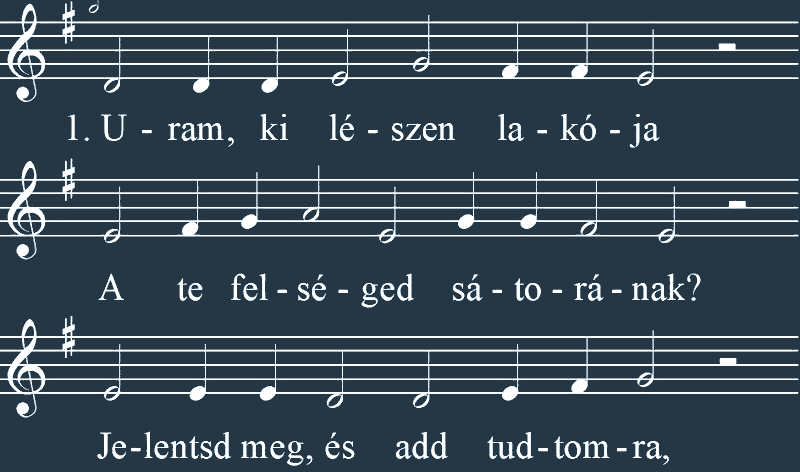 1. U - ram, ki lé - szen la - kó - ja
A te fel - sé - ged sá - to - rá - nak?
Je - lentsd meg, és add tud - tom - ra,